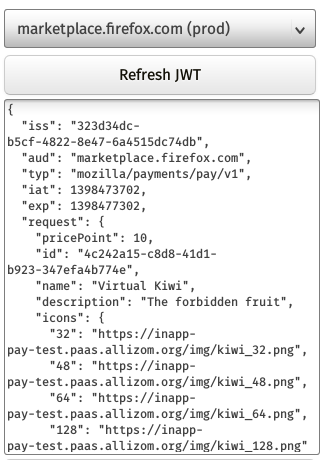 marketplace.firefox.com (prod)
Refresh JWT
{
"iss": "323d34dc-
b5cf-4822-8e47-6a4515dc74db",
"aud": "marketplace.firefox.com",
"typ": "mozilla/payments/pay/v1",
"iat": 1398473702,
"exp": 1398477302,
"request": {
"pricePoint": 10,
"id": "4c242a15-c8d8-41d1-
b923-347efa4b774e",
"name": "Virtual Kiwi",
"description": "The forbidden fruit",
"icons": {
"32": "https://inapp-
pay-test.paas.allizom.org/img/kiwi_32.png",
"48": "https://inapp-
pay-test.paas.allizom.org/img/kiwi_48.png",
"64": "https://inapp-
pay-test.paas.allizom.org/img/kiwi_64.png",
"128": "https://inapp-
pay-test.paas.allizom.org/img/kiwi_128.png"